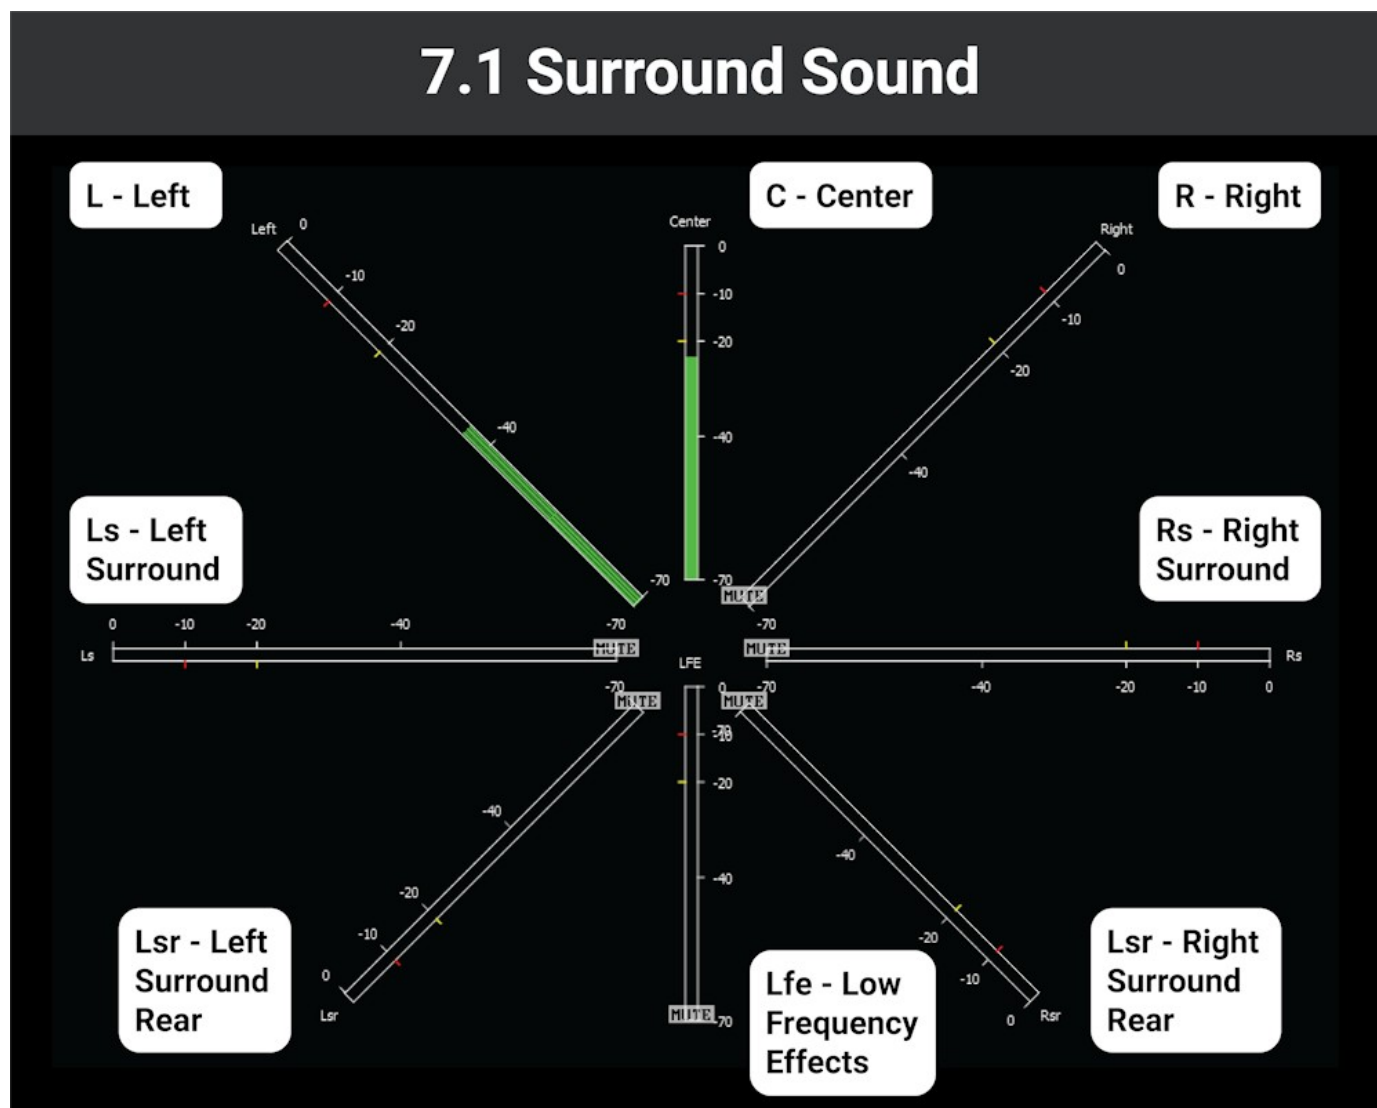 7.1 Surround Sound
L - Left
C - Center
R - Right
Left
0
-10
-20
-40
-70
Center
0
-10
-20
-40
-70
Right
0
-10
-20
-40
MUTE
-70
Ls - Left
Surround
Rs - Right
Surround
0 -10 -20 -40 -70
Ls
MUTE
MUTE
Rs
-70 -40 -20 -10 0
LFE
0
-10
-20
-40
-70
MUTE
-70
MUTE
-40
-20
-10
0
Lsr
MUTE
-40
-20
-10
0
Rsr
Lsr - Left
Surround
Rear
Lfe - Low
Frequency
Effects
Lsr - Right
Surround
Rear